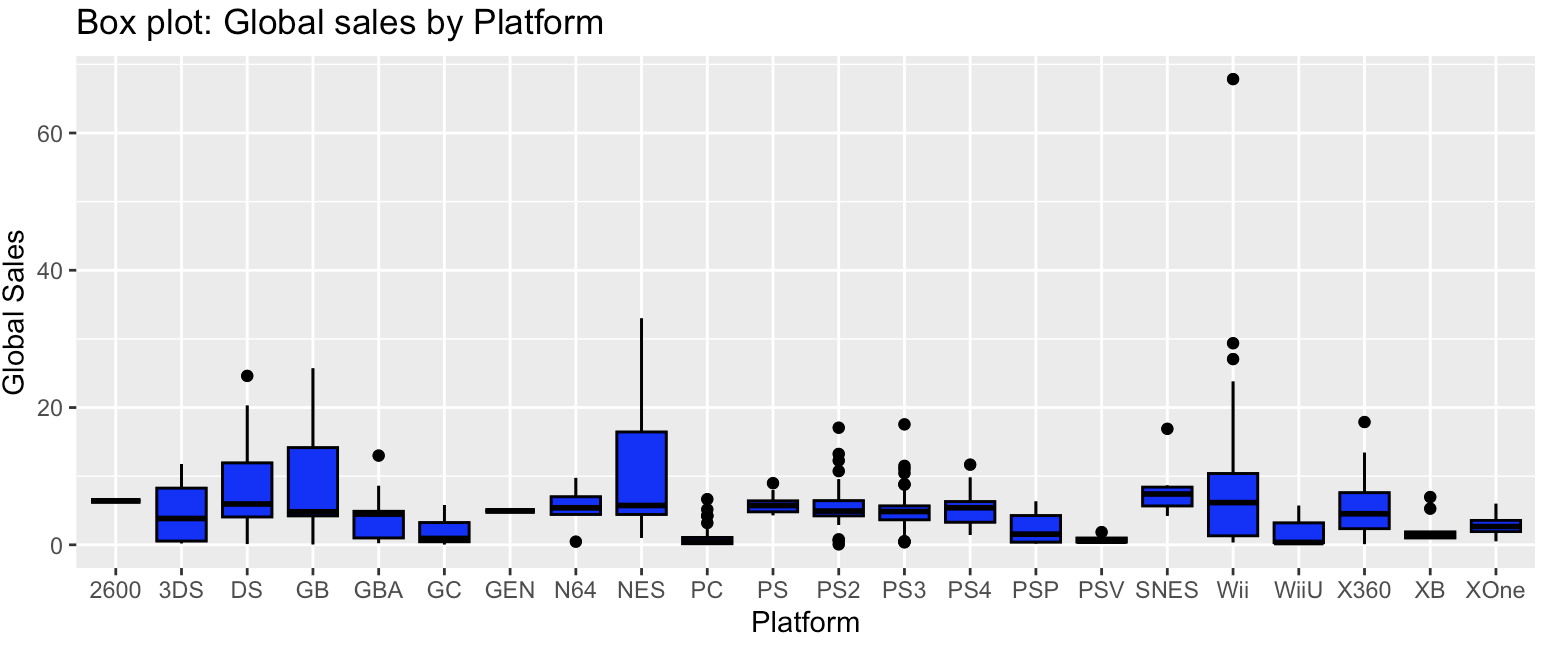 Box plot: Global sales by Platform
Global Sales
60
40
20
0
2600 3DS DS GB GBA GC GEN N64 NES PC PS PS2 PS3 PS4 PSP PSV SNES Wii WiiU X360 XB XOne
Platform